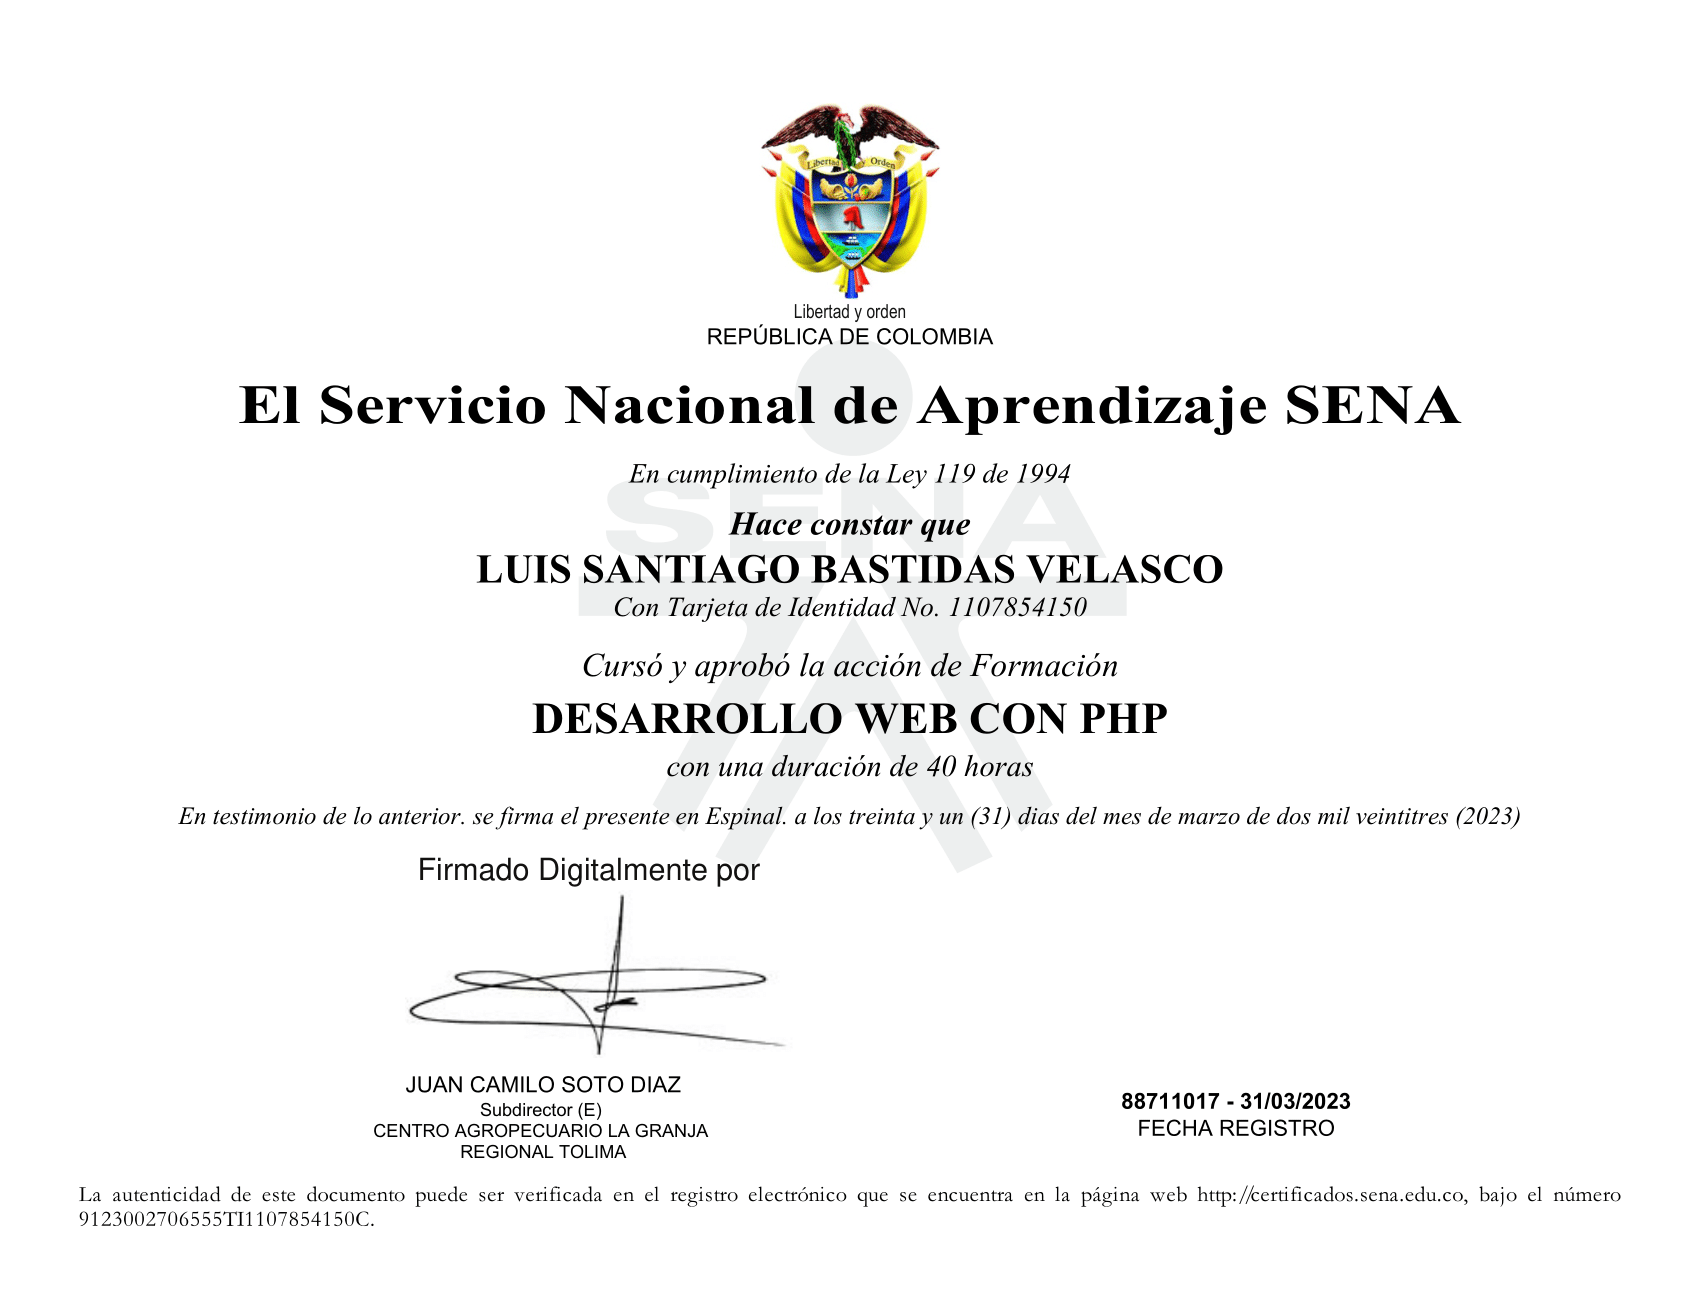 Libertad y Orden
Libertad y orden
REPÚBLICA DE COLOMBIA
El Servicio Nacional de Aprendizaje SENA
En cumplimiento de la Ley 119 de 1994
SENA
Hace constar que
LUIS SANTIAGO BASTIDAS VELASCO
Con Tarjeta de Identidad No. 1107854150
Cursó y aprobó la acción de Formación
DESARROLLO WEB CON PHP
con una duración de 40 horas
En testimonio de lo anterior. se firma el presente en Espinal. a los treinta y un (31) dias del mes de marzo de dos mil veintitres (2023)
Firmado Digitalmente por
JUAN CAMILO SOTO DIAZ
Subdirector (E)
CENTRO AGROPECUARIO LA GRANJA
REGIONAL TOLIMA
88711017 - 31/03/2023
FECHA REGISTRO
La autenticidad de este documento puede ser verificada en el registro electrónico que se encuentra en la página web http://certificados.sena.edu.co, bajo el número
9123002706555TI1107854150C.